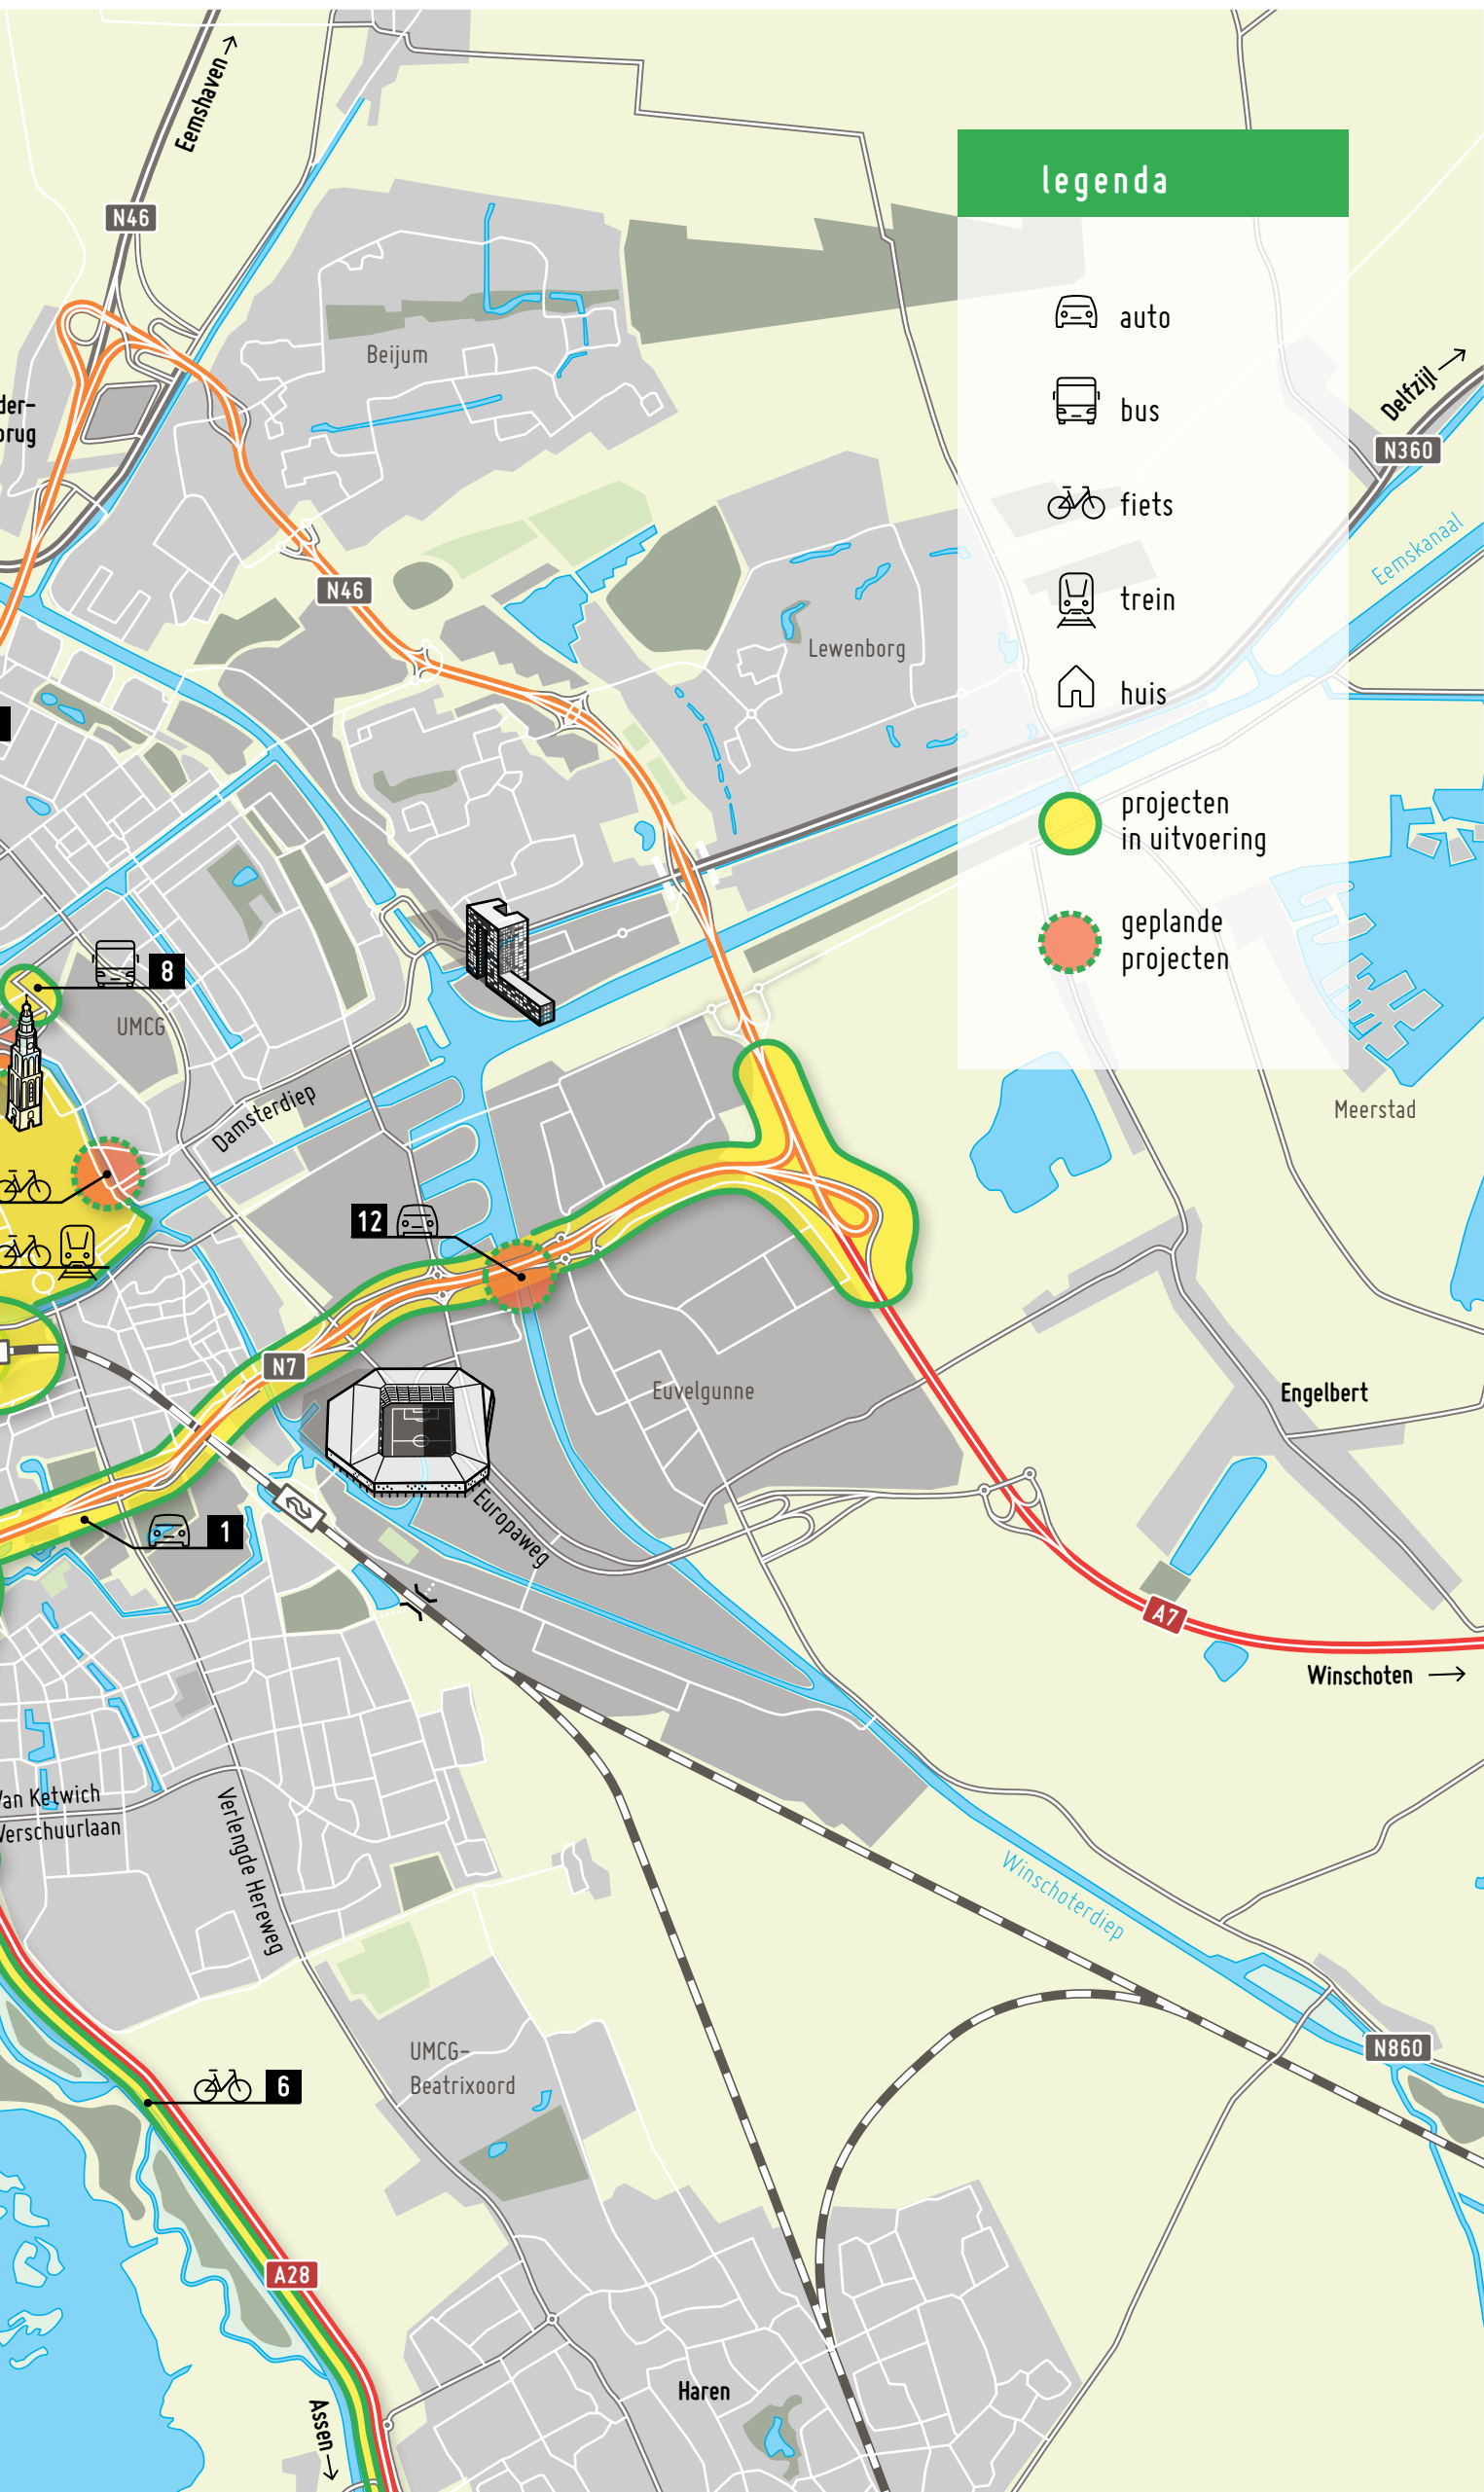 Eemshaven
N46
legenda
auto
bus
fiets
trein
huis
projecten
in uitvoering
geplande
projecten
Beijum
Delfzijl
N360
der-
brug
Eemskanaal
N46
Lewenborg
8
UMCG
Damsterdiep
Meerstad
12
N7
Euvelgunne
Engelbert
Europaweg
1
A7
Winschoten
Van Ketwich
Verschuurlaan
Verlengde Hereweg
Winschoterdiep
UMCG-
Beatrixoord
N860
6
A28
Haren
Assen